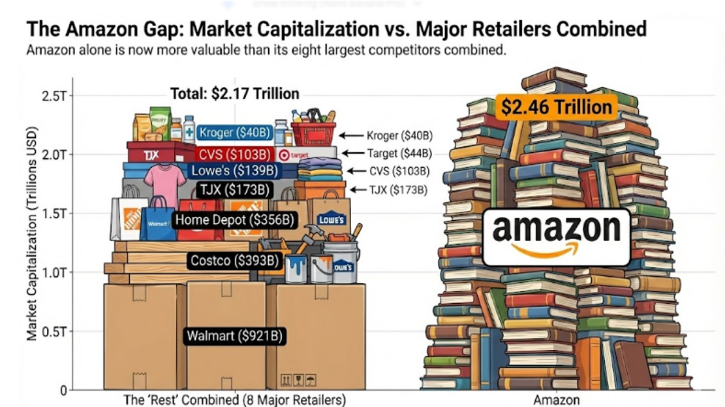 The Amazon Gap: Market Capitalization vs. Major Retailers Combined
Amazon alone is now more valuable than its eight largest competitors combined.
Market Capitalization (Trillions USD)
2.5T
2.0T
1.5T
1.0T
0.5T
0
Total: $2.17 Trillion
Kroger ($40B)
CVS ($103B)
Lowe's ($139B)
TJX ($173B)
Home Depot ($356B)
Costco ($393B)
Walmart ($921B)
TJX
target
Walmart
LOWE'S
LOWE'S
Kroger ($40B)
Target ($44B)
CVS ($103B)
TJX ($173B)
$2.46 Trillion
amazon
The 'Rest' Combined (8 Major Retailers)
Amazon